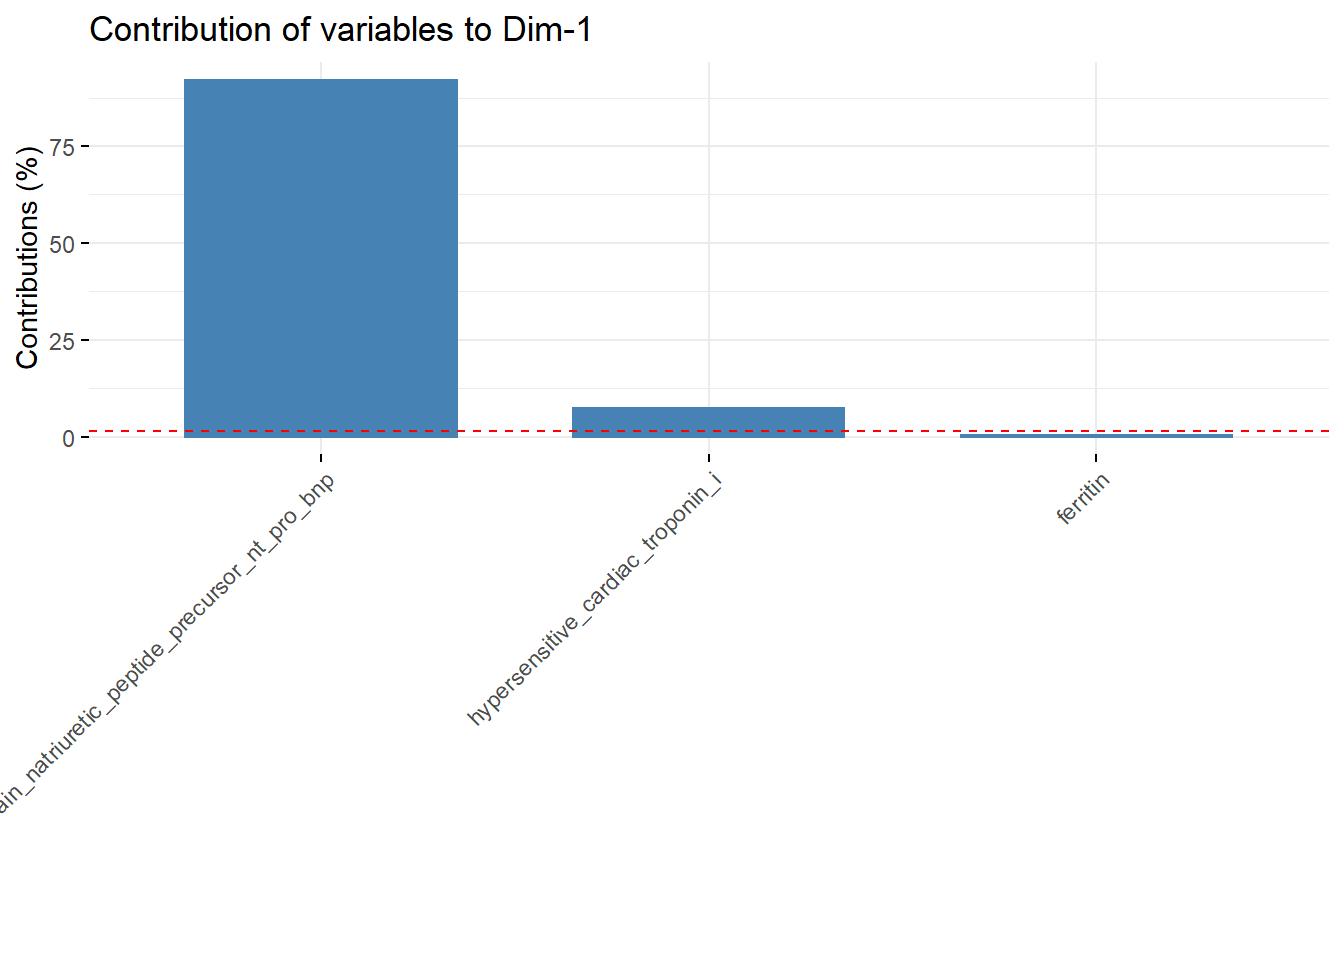 Contribution of variables to Dim-1
Contributions (%)
75
50
25
0
ain_natriuretic_peptide_precursor_nt_pro_bnp
hypersensitive_cardiac_troponin_i
ferritin